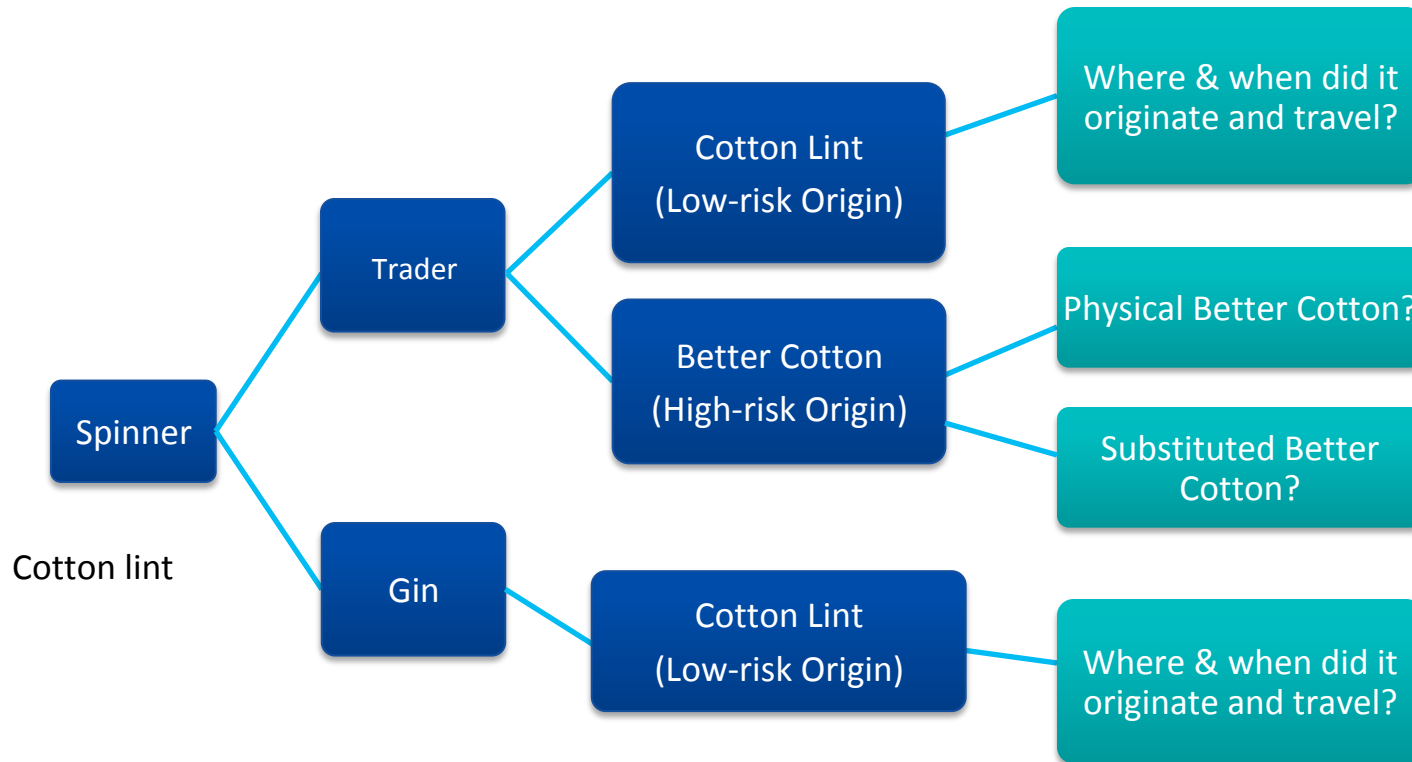 Where & when did it
originate and travel?
Cotton Lint
(Low-risk Origin)
Trader
Physical Better Cotton?
Better Cotton
(High-risk Origin)
Spinner
Substituted Better
Cotton?
Cotton lint
Gin
Cotton Lint
(Low-risk Origin)
Where & when did it
originate and travel?